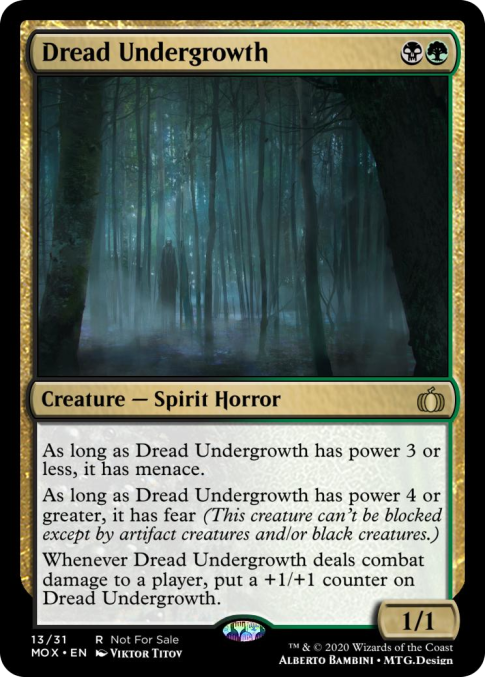 Dread Undergrowth
Creature — Spirit Horror
As long as Dread Undergrowth has power 3 or
less, it has menace.
As long as Dread Undergrowth has power 4 or
greater, it has fear (This creature can't be blocked
except by artifact creatures and/or black creatures.)
Whenever Dread Undergrowth deals combat
damage to a player, put a +1/+1 counter on
Dread Undergrowth.
1/1
13/31 R Not For Sale
MOX • EN Viktor Titov
™ & © 2020 Wizards of the Coast
Alberto Bambini • MTG.Design